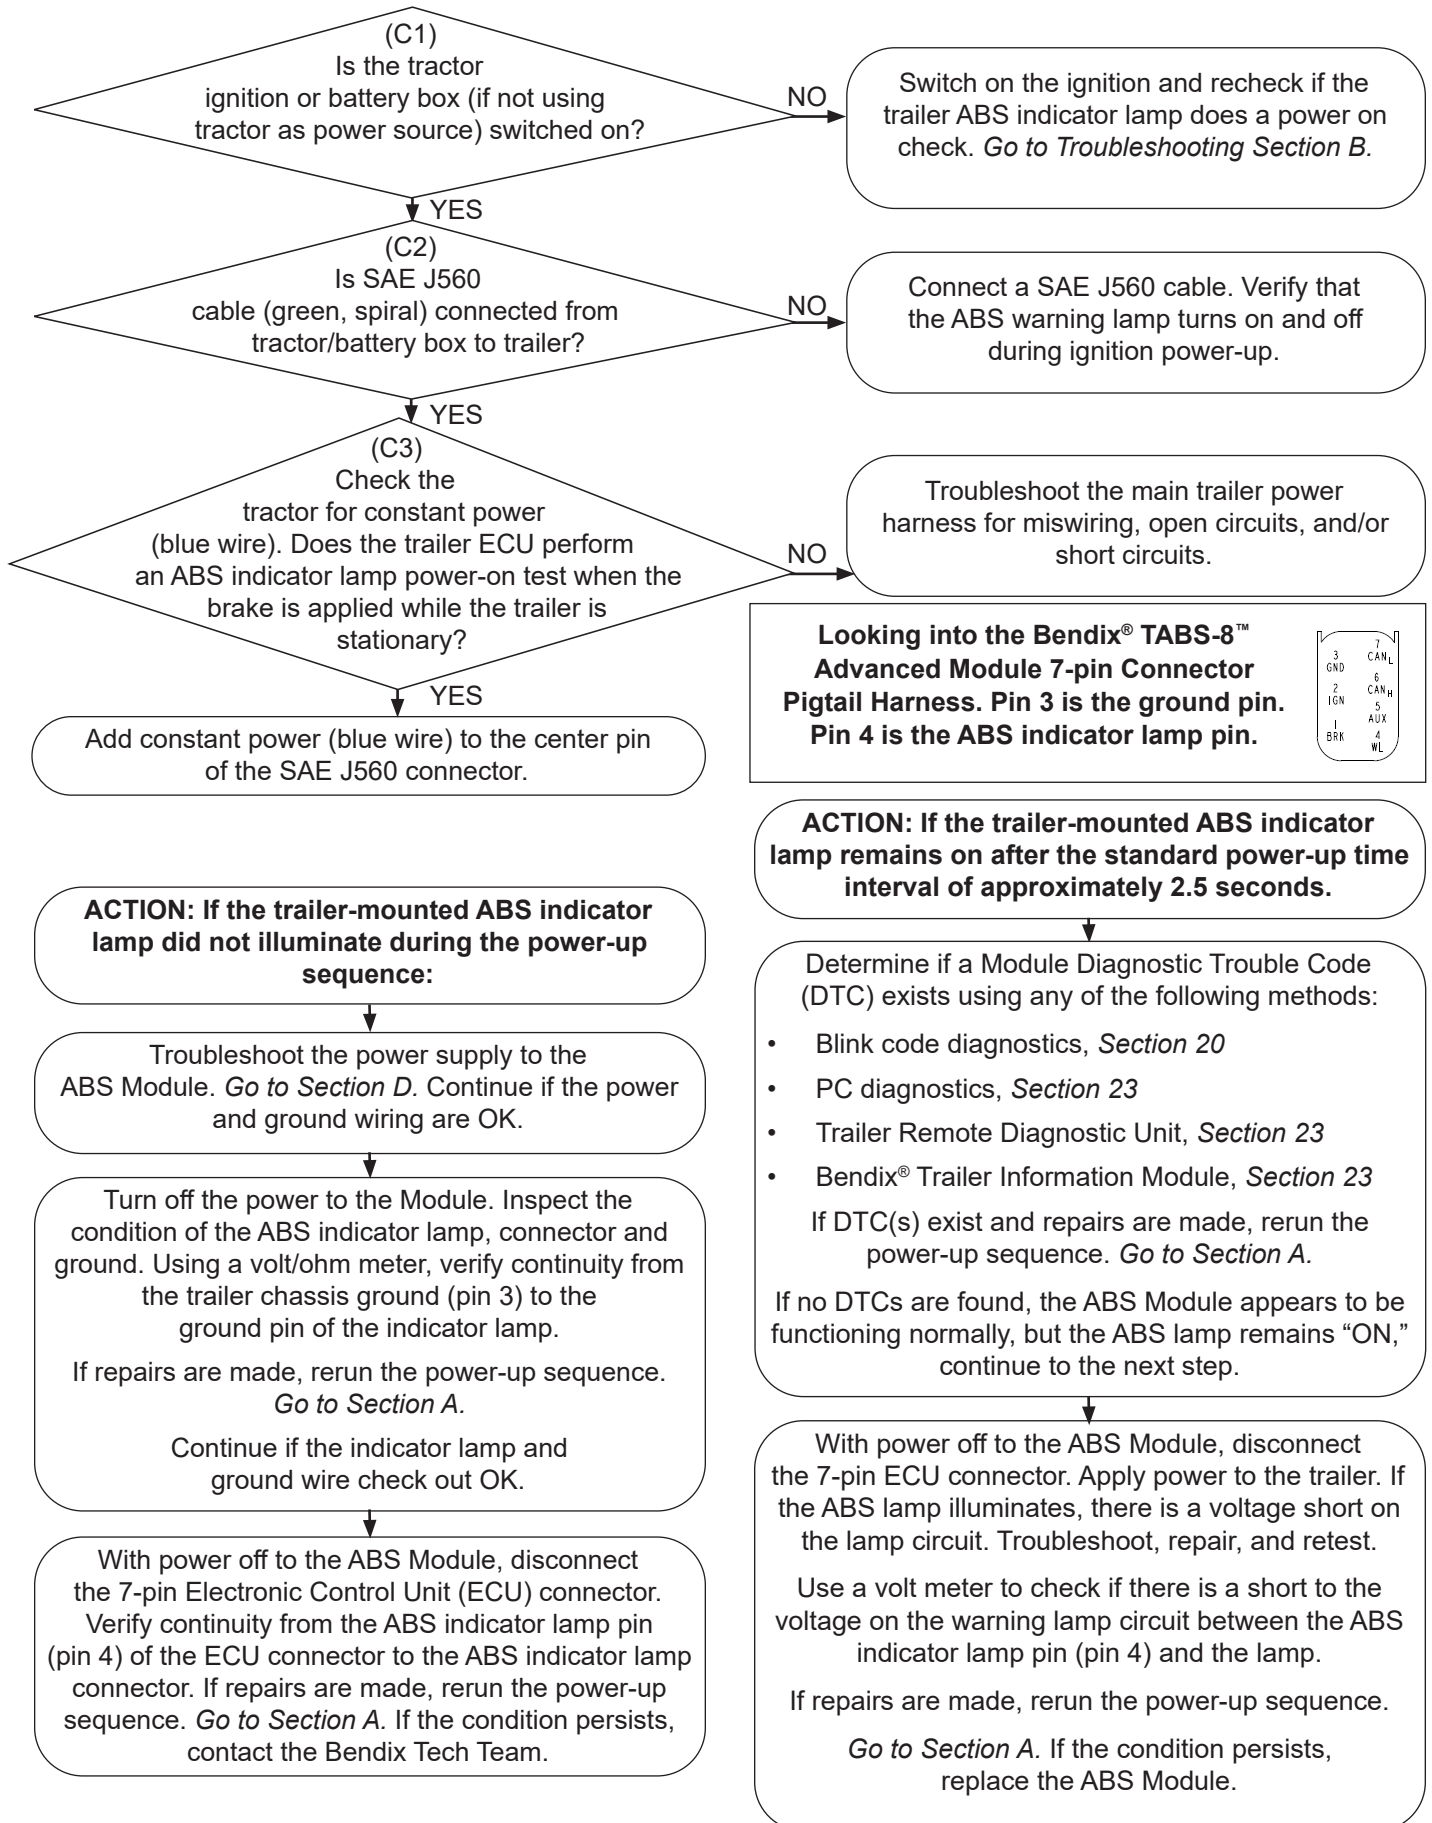 (C1)
Is the tractor
ignition or battery box (if not using
tractor as power source) switched on?
NO
Switch on the ignition and recheck if the
trailer ABS indicator lamp does a power on
check. Go to Troubleshooting Section B.
YES
(C2)
Is SAE J560
cable (green, spiral) connected from
tractor/battery box to trailer?
NO
Connect a SAE J560 cable. Verify that
the ABS warning lamp turns on and off
during ignition power-up.
YES
(C3)
Check the
tractor for constant power
(blue wire). Does the trailer ECU perform
an ABS indicator lamp power-on test when the
brake is applied while the trailer is
stationary?
NO
Troubleshoot the main trailer power
harness for miswiring, open circuits, and/or
short circuits.
YES
Add constant power (blue wire) to the center pin
of the SAE J560 connector.
Looking into the Bendix® TABS-8™
Advanced Module 7-pin Connector
Pigtail Harness. Pin 3 is the ground pin.
Pin 4 is the ABS indicator lamp pin.
3
GND
2
IGN
1
BRK
7
CANL
6
CANH
5
AUX
4
WL
ACTION: If the trailer-mounted ABS indicator
lamp did not illuminate during the power-up
sequence:
Troubleshoot the power supply to the
ABS Module. Go to Section D. Continue if the power
and ground wiring are OK.
Turn off the power to the Module. Inspect the
condition of the ABS indicator lamp, connector and
ground. Using a volt/ohm meter, verify continuity from
the trailer chassis ground (pin 3) to the
ground pin of the indicator lamp.
If repairs are made, rerun the power-up sequence.
Go to Section A.
Continue if the indicator lamp and
ground wire check out OK.
With power off to the ABS Module, disconnect
the 7-pin Electronic Control Unit (ECU) connector.
Verify continuity from the ABS indicator lamp pin
(pin 4) of the ECU connector to the ABS indicator lamp
connector. If repairs are made, rerun the power-up
sequence. Go to Section A. If the condition persists,
contact the Bendix Tech Team.
ACTION: If the trailer-mounted ABS indicator
lamp remains on after the standard power-up time
interval of approximately 2.5 seconds.
Determine if a Module Diagnostic Trouble Code
(DTC) exists using any of the following methods:
• Blink code diagnostics, Section 20
• PC diagnostics, Section 23
• Trailer Remote Diagnostic Unit, Section 23
• Bendix® Trailer Information Module, Section 23
If DTC(s) exist and repairs are made, rerun the
power-up sequence. Go to Section A.
If no DTCs are found, the ABS Module appears to be
functioning normally, but the ABS lamp remains “ON,”
continue to the next step.
With power off to the ABS Module, disconnect
the 7-pin ECU connector. Apply power to the trailer. If
the ABS lamp illuminates, there is a voltage short on
the lamp circuit. Troubleshoot, repair, and retest.
Use a volt meter to check if there is a short to the
voltage on the warning lamp circuit between the ABS
indicator lamp pin (pin 4) and the lamp.
If repairs are made, rerun the power-up sequence.
Go to Section A. If the condition persists,
replace the ABS Module.